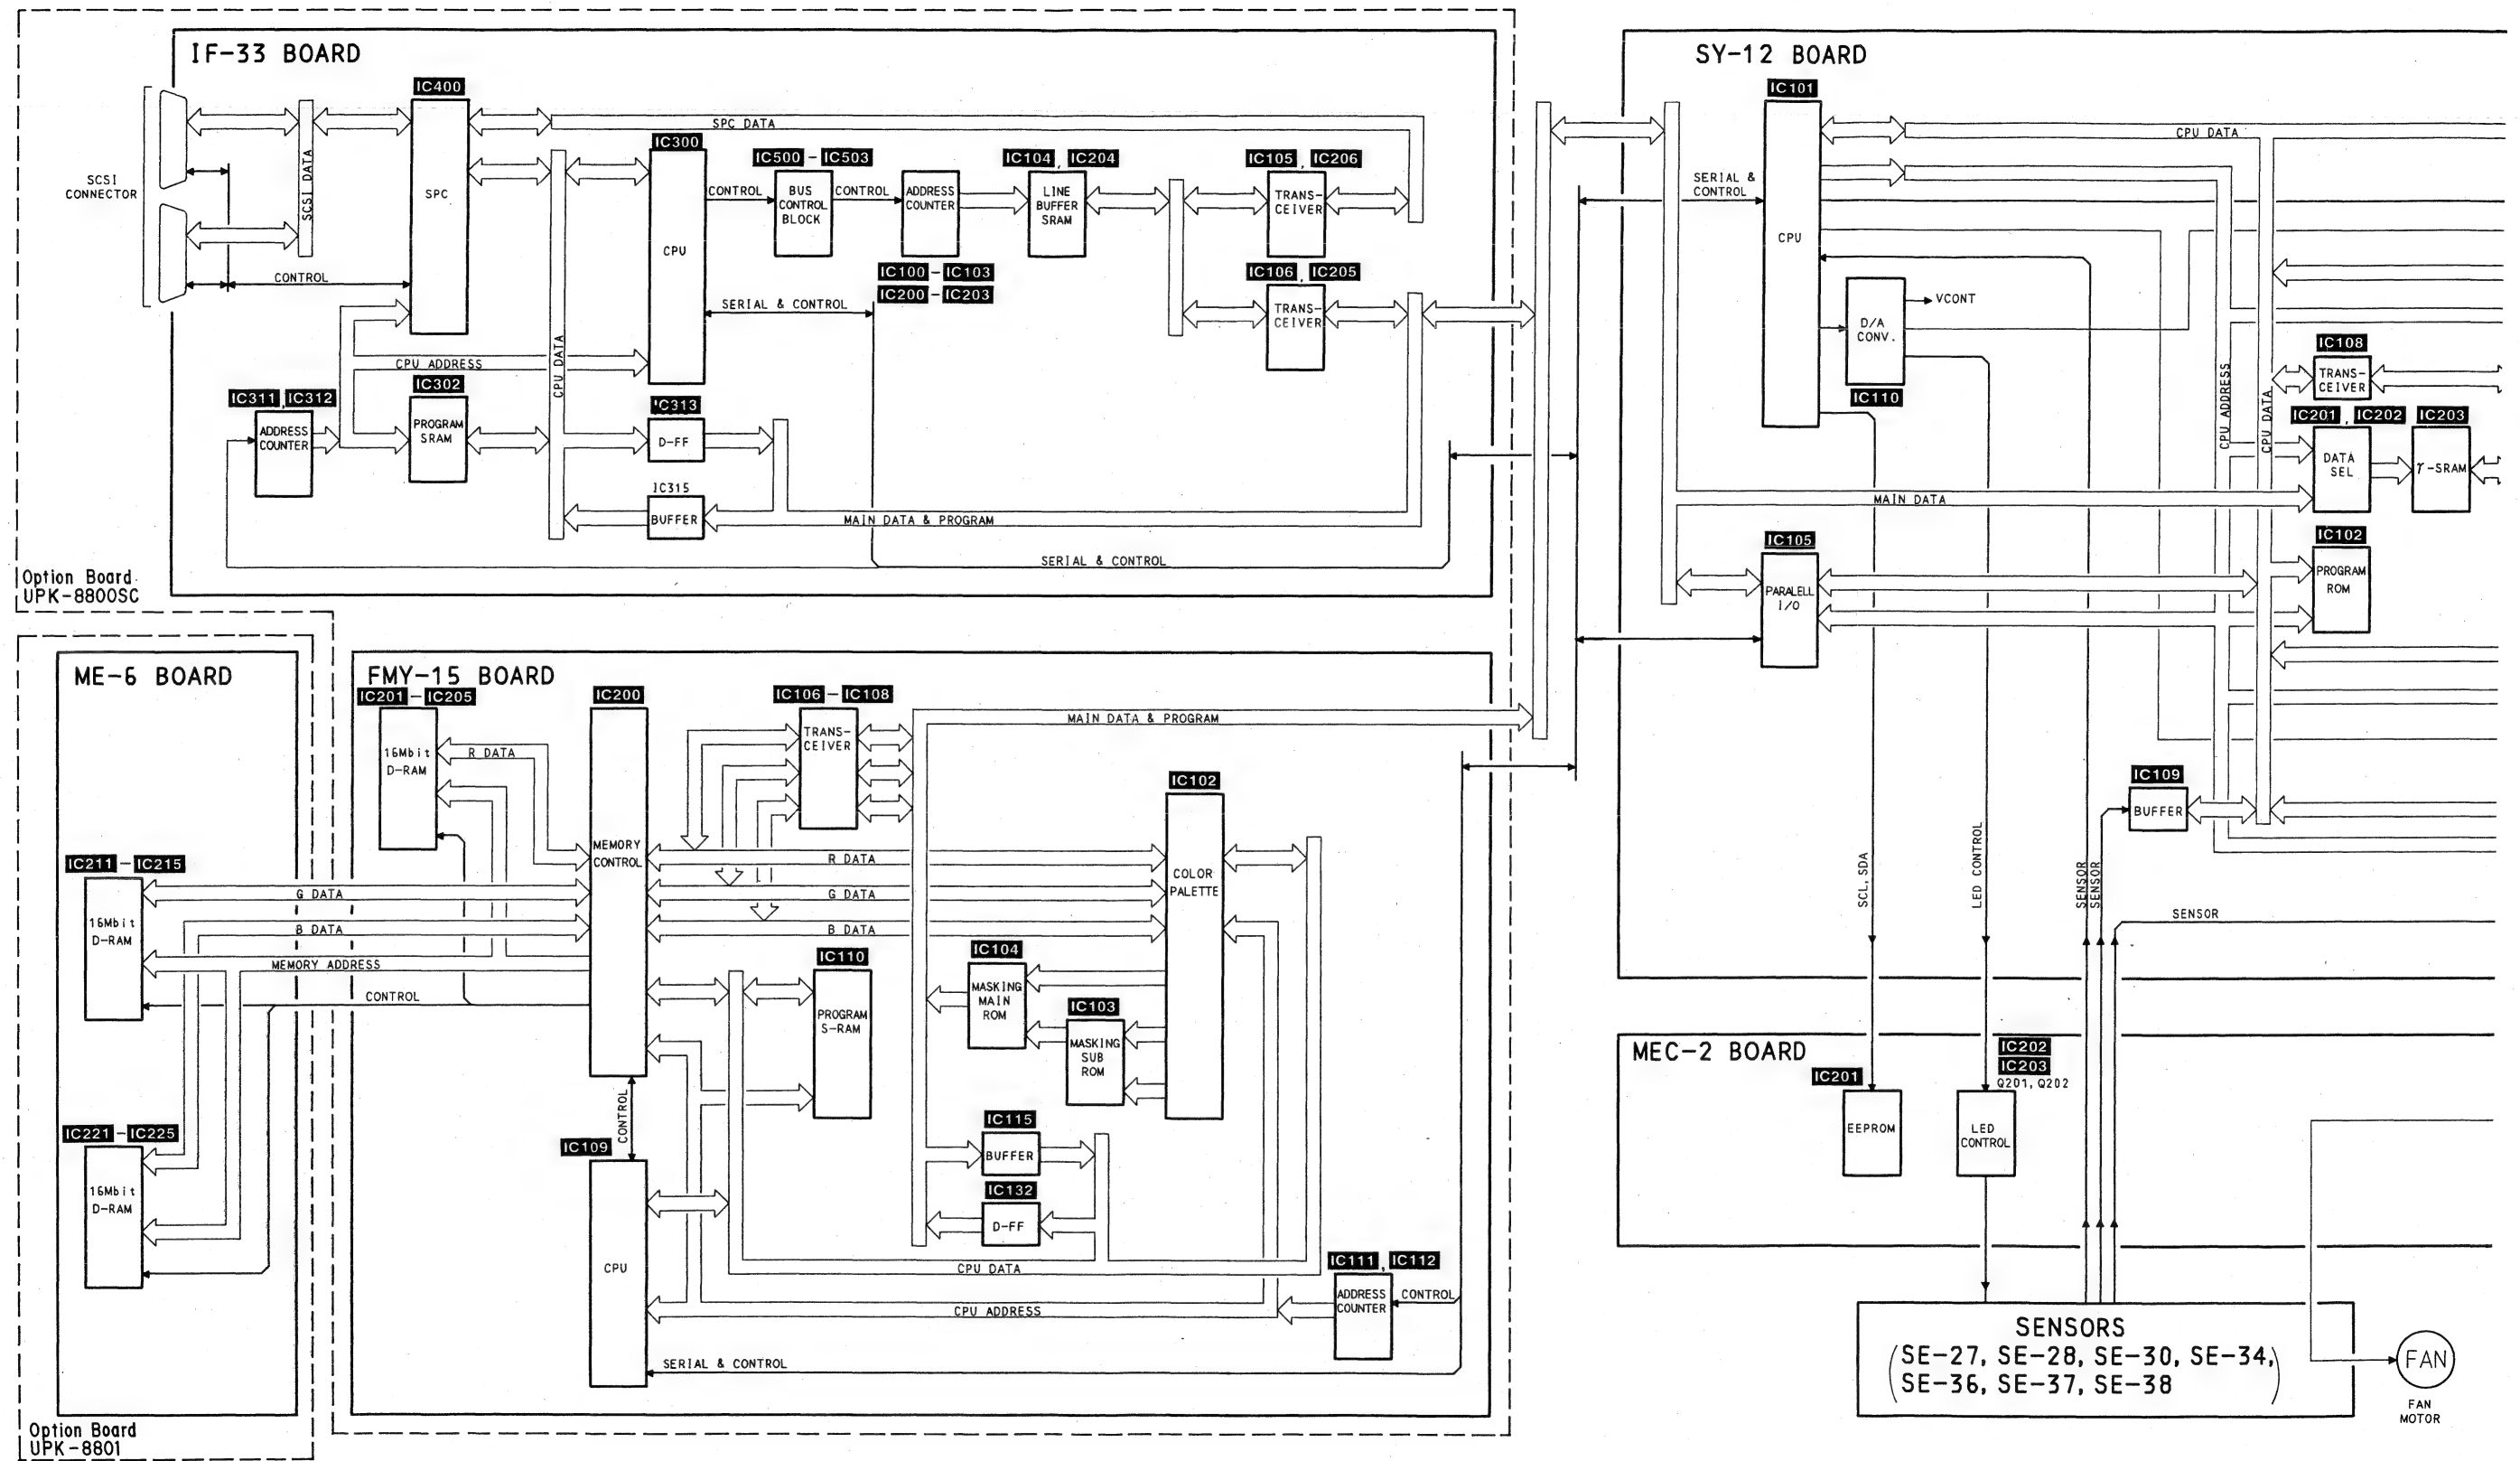 IF-33 BOARD
IC400
SCSI
CONNECTOR
SCSI DATA
SPC
CONTROL
SPC DATA
IC300
CPU
CONTROL
IC500 - IC503
BUS
CONTROL
BLOCK
CONTROL
ADDRESS
COUNTER
IC100 - IC103
IC200 - IC203
IC104, IC204
LINE
BUFFER
SRAM
IC105, IC206
TRANS-
CEIVER
IC106, IC205
TRANS-
CEIVER
SERIAL & CONTROL
CPU ADDRESS
CPU DATA
IC311, IC312
ADDRESS
COUNTER
IC302
PROGRAM
SRAM
IC313
D-FF
IC315
BUFFER
MAIN DATA & PROGRAM
SERIAL & CONTROL
Option Board
UPK-8800SC
ME-6 BOARD
IC211 - IC215
16Mbit
D-RAM
IC221 - IC225
16Mbit
D-RAM
Option Board
UPK-8801
FMY-15 BOARD
IC201 - IC205
16Mbit
D-RAM
R DATA
G DATA
B DATA
MEMORY ADDRESS
CONTROL
IC200
MEMORY
CONTROL
IC106 - IC108
TRANS-
CEIVER
MAIN DATA & PROGRAM
R DATA
G DATA
B DATA
IC102
COLOR
PALETTE
IC110
PROGRAM
S-RAM
IC104
MASKING
MAIN
ROM
IC103
MASKING
SUB
ROM
CONTROL
IC109
CPU
IC115
BUFFER
IC132
D-FF
CPU DATA
CPU ADDRESS
IC111, IC112
ADDRESS
COUNTER
CONTROL
SERIAL & CONTROL
SY-12 BOARD
IC101
CPU
SERIAL &
CONTROL
CPU DATA
VCONT
D/A
CONV.
IC110
IC108
TRANS-
CEIVER
CPU ADDRESS
CPU DATA
IC201, IC202
DATA
SEL
IC203
γ-SRAM
MAIN DATA
IC105
PARALELL
I/O
IC102
PROGRAM
ROM
IC109
BUFFER
SCL, SDA
LED CONTROL
SENSOR
SENSOR
SENSOR
MEC-2 BOARD
IC201
EEPROM
IC202
IC203
Q201, Q202
LED
CONTROL
SENSORS
(SE-27, SE-28, SE-30, SE-34,
SE-36, SE-37, SE-38)
FAN
FAN
MOTOR